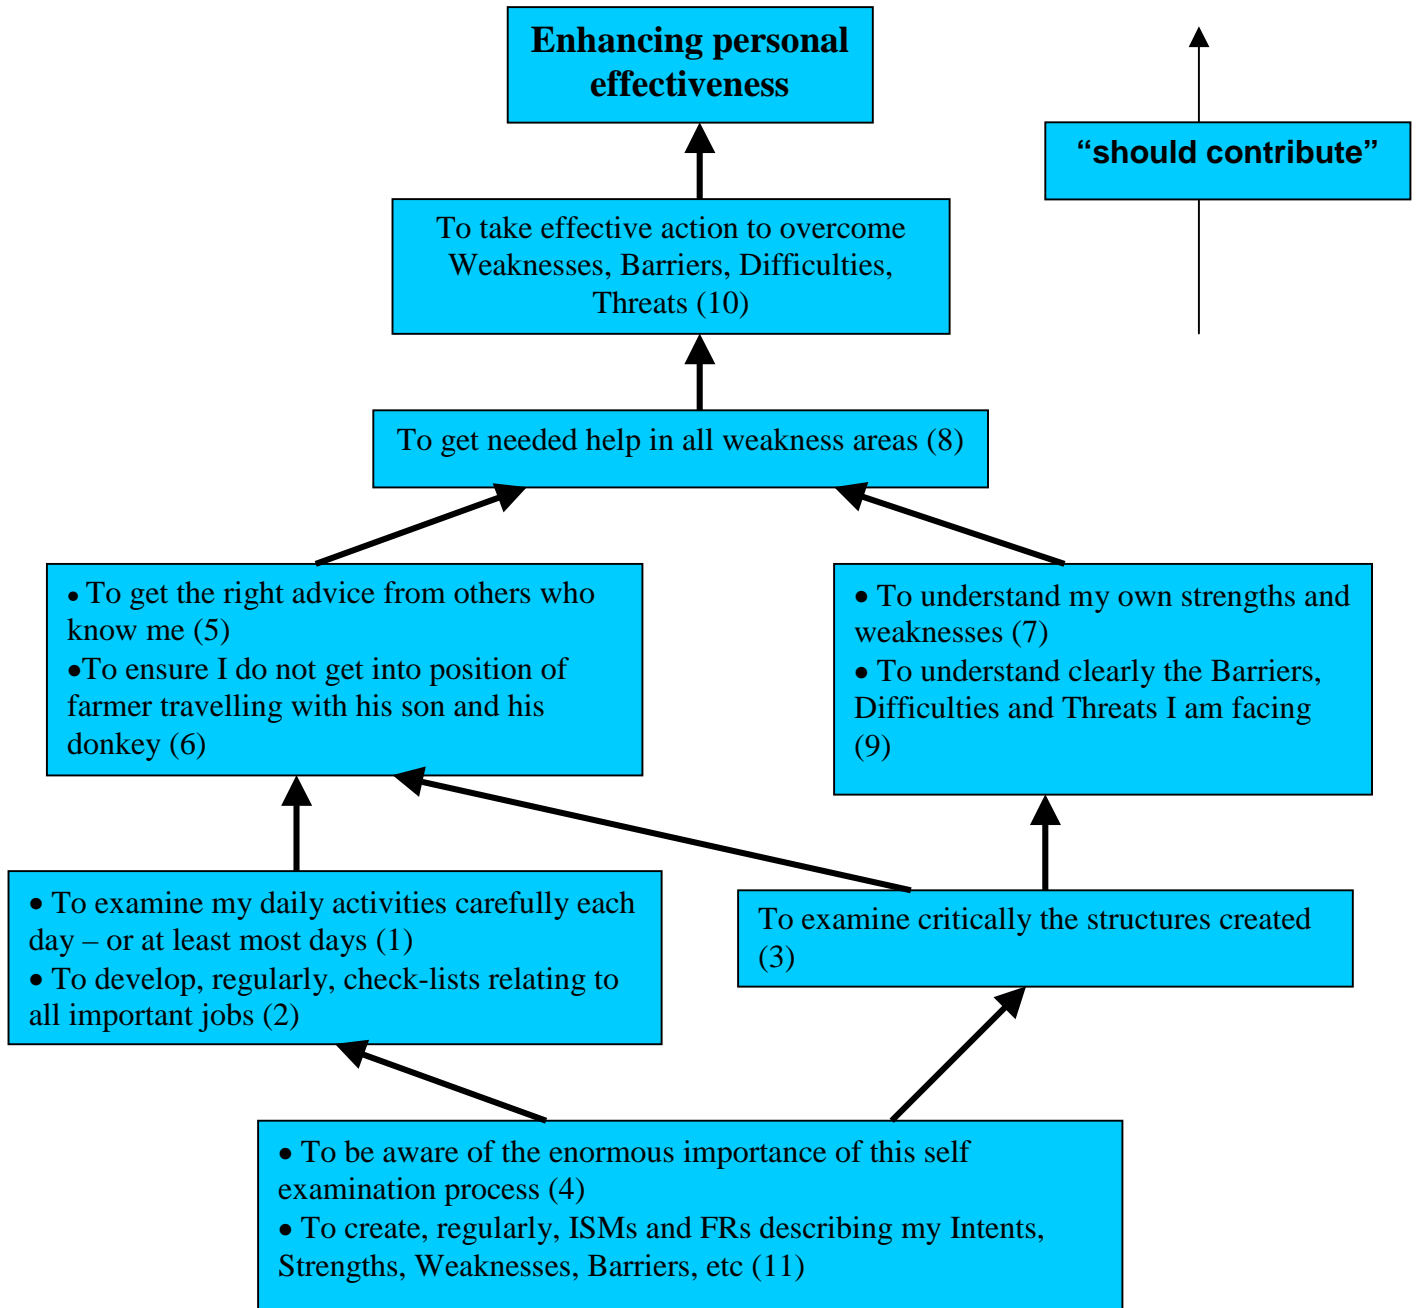 Enhancing personal
effectiveness
“should contribute”
To take effective action to overcome
Weaknesses, Barriers, Difficulties,
Threats (10)
To get needed help in all weakness areas (8)
• To get the right advice from others who
know me (5)
•To ensure I do not get into position of
farmer travelling with his son and his
donkey (6)
• To understand my own strengths and
weaknesses (7)
• To understand clearly the Barriers,
Difficulties and Threats I am facing
(9)
• To examine my daily activities carefully each
day – or at least most days (1)
• To develop, regularly, check-lists relating to
all important jobs (2)
To examine critically the structures created
(3)
• To be aware of the enormous importance of this self
examination process (4)
• To create, regularly, ISMs and FRs describing my Intents,
Strengths, Weaknesses, Barriers, etc (11)